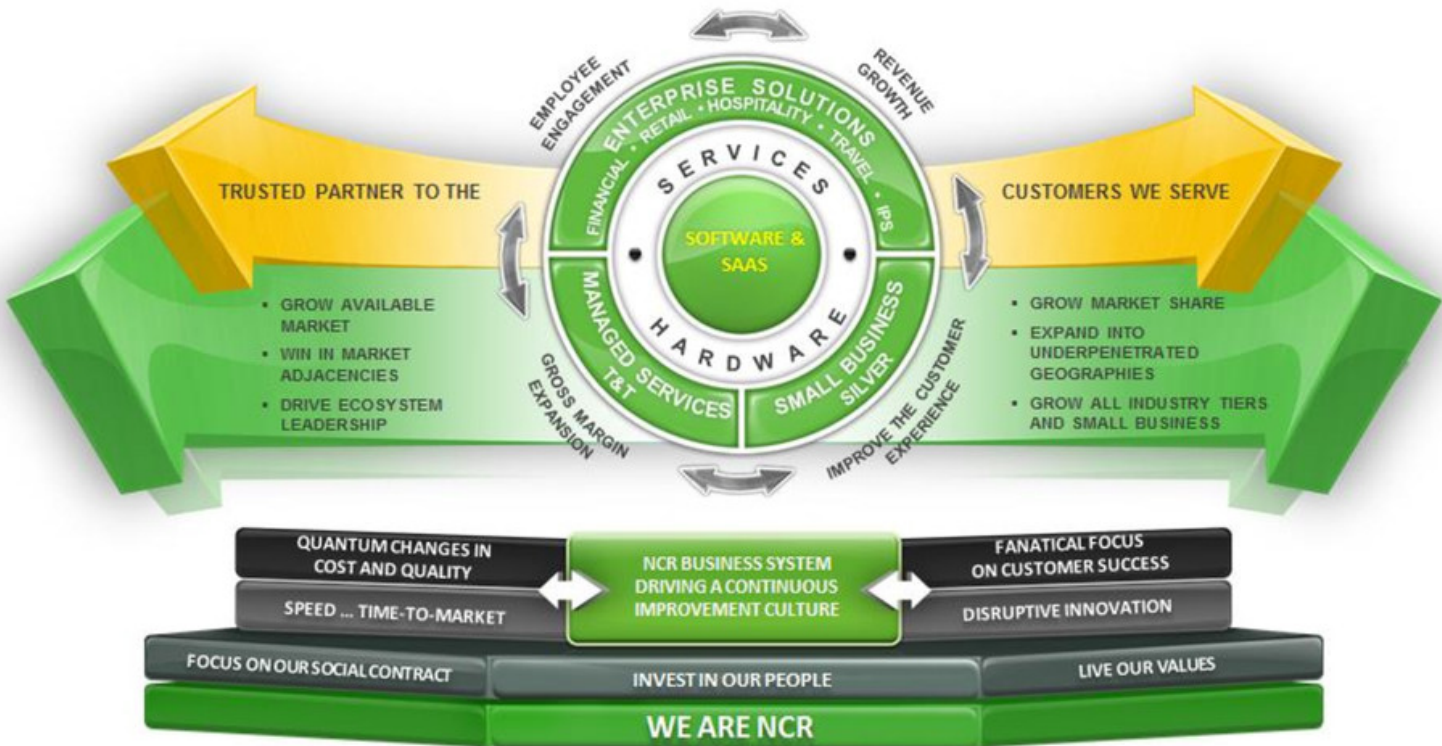 EMPLOYEE
ENGAGEMENT
REVENUE
GROWTH
ENTERPRISE SOLUTIONS
FINANCIAL • RETAIL • HOSPITALITY • TRAVEL • IPS
SERVICES
HARDWARE
SOFTWARE &
SAAS
MANAGED SERVICES
T&T
SMALL BUSINESS
SILVER
GROSS MARGIN
EXPANSION
IMPROVE THE CUSTOMER
EXPERIENCE
TRUSTED PARTNER TO THE
CUSTOMERS WE SERVE
▪ GROW AVAILABLE
MARKET
▪ WIN IN MARKET
ADJACENCIES
▪ DRIVE ECOSYSTEM
LEADERSHIP
▪ GROW MARKET SHARE
▪ EXPAND INTO
UNDERPENETRATED
GEOGRAPHIES
▪ GROW ALL INDUSTRY TIERS
AND SMALL BUSINESS
QUANTUM CHANGES IN
COST AND QUALITY
SPEED ... TIME-TO-MARKET
NCR BUSINESS SYSTEM
DRIVING A CONTINUOUS
IMPROVEMENT CULTURE
FANATICAL FOCUS
ON CUSTOMER SUCCESS
DISRUPTIVE INNOVATION
FOCUS ON OUR SOCIAL CONTRACT
INVEST IN OUR PEOPLE
LIVE OUR VALUES
WE ARE NCR